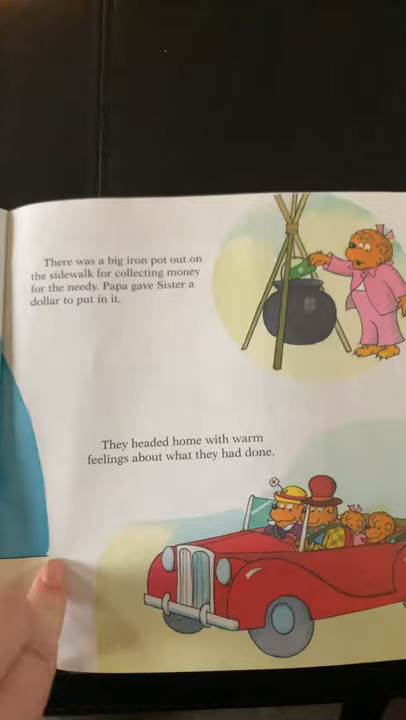 There was a big iron pot out on
the sidewalk for collecting money
for the needy. Papa gave Sister a
dollar to put in it.
They headed home with warm
feelings about what they had done.